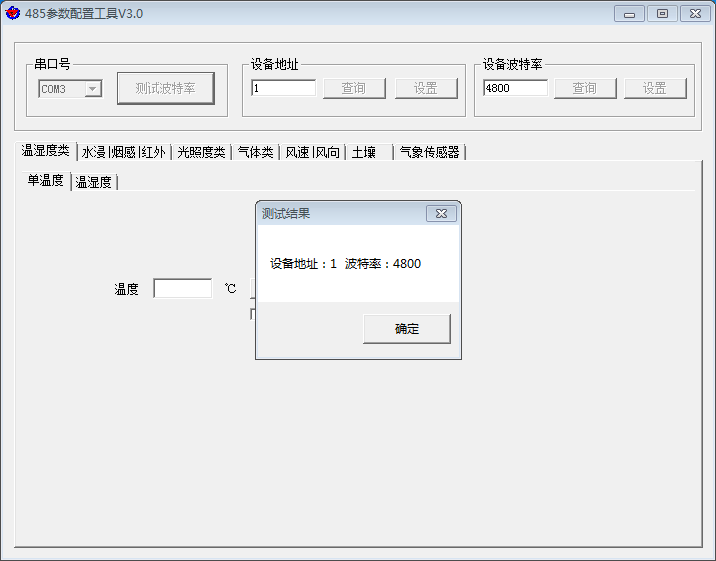 485参数配置工具V3.0
串口号
COM3
测试波特率
设备地址
1
查询
设置
设备波特率
4800
查询
设置
温湿度类
水浸|烟感|红外
光照度类
气体类
风速|风向
土壤
气象传感器
单温度
温湿度
温度
℃
测试结果
设备地址：1 波特率：4800
确定